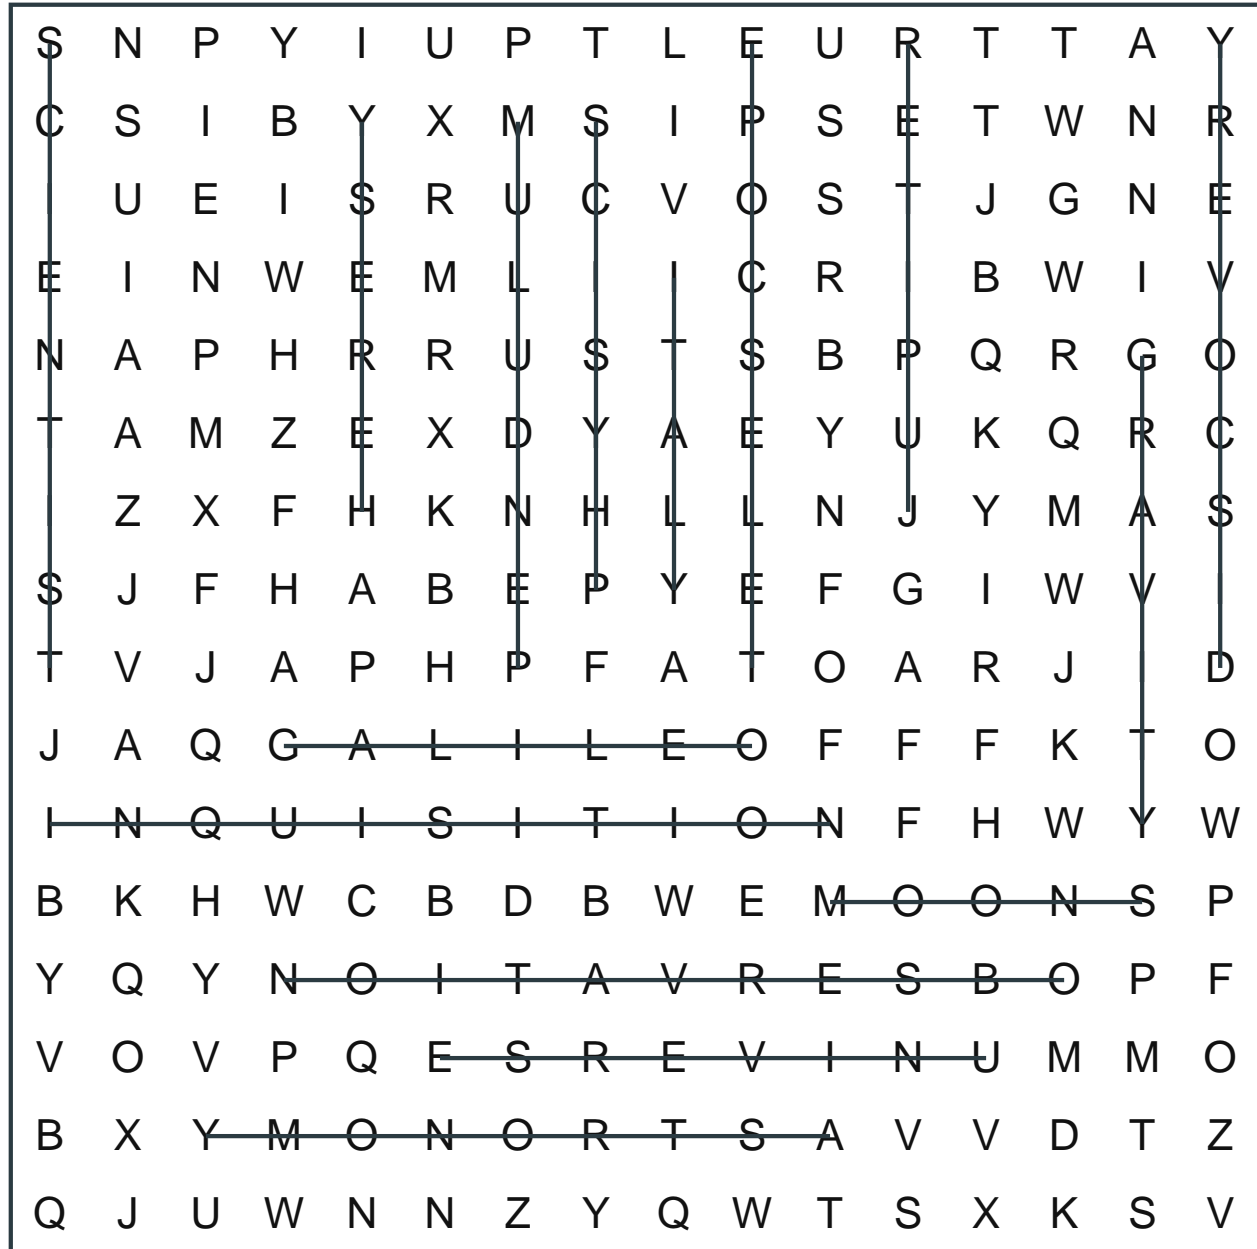 S N P Y I U P T L E U R T T A Y
C S I B Y X M S I P S E T W N R
I U E I S R U C V O S T J G N E
E I N W E M L I I C R I B W I V
N A P H R R U S T S B P Q R G O
T A M Z E X D Y A E Y U K Q R C
I Z X F H K N H L L N J Y M A S
S J F H A B E P Y E F G I W V I
T V J A P H P F A T O A R J I D
J A Q G A L I L E O F F F K T O
I N Q U I S I T I O N F H W Y W
B K H W C B D B W E M O O N S P
Y Q Y N O I T A V R E S B O P F
V O V P Q E S R E V I N U M M O
B X Y M O N O R T S A V V D T Z
Q J U W N N Z Y Q W T S X K S V